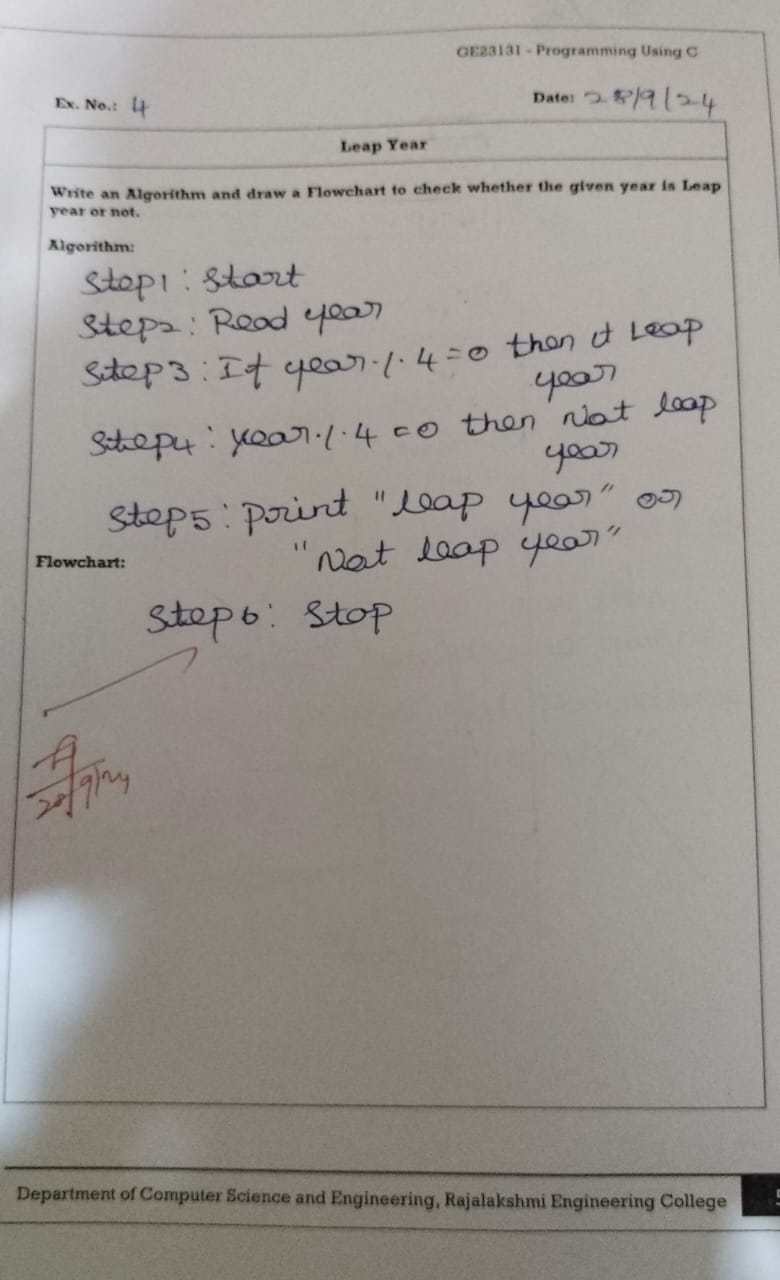 GE23131 - Programming Using C
Ex. No.: 4
Date: 28/9/24
Leap Year
Write an Algorithm and draw a Flowchart to check whether the given year is Leap
year or not.
Algorithm:
Step1: Start
Step2: Read year
Step3: If year % 4 = 0 then it Leap
year
Step4: year % 4 = 0 then Not leap
year
Step5: print "leap year" or
"Not leap year"
Flowchart:
Step6: Stop
28/9/24
Department of Computer Science and Engineering, Rajalakshmi Engineering College